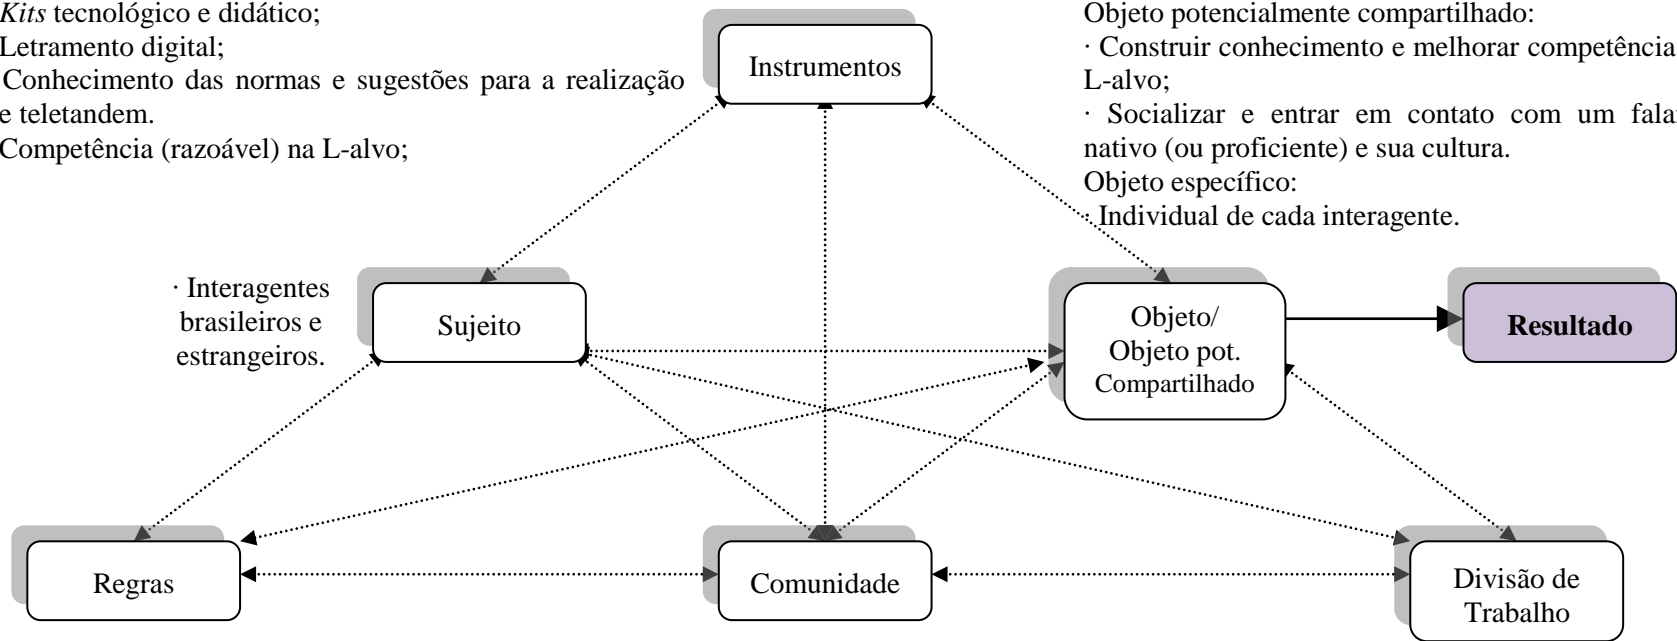 Kits tecnológico e didático;
Letramento digital;
Conhecimento das normas e sugestões para a realização
e teletandem.
Competência (razoável) na L-alvo;
Instrumentos
Objeto potencialmente compartilhado:
· Construir conhecimento e melhorar competência
L-alvo;
· Socializar e entrar em contato com um
nativo (ou proficiente) e sua cultura.
Objeto específico:
· Individual de cada interagente.
· Interagentes
brasileiros e
estrangeiros.
Sujeito
Objeto/
Objeto pot.
Compartilhado
Resultado
Regras
Comunidade
Divisão de
Trabalho